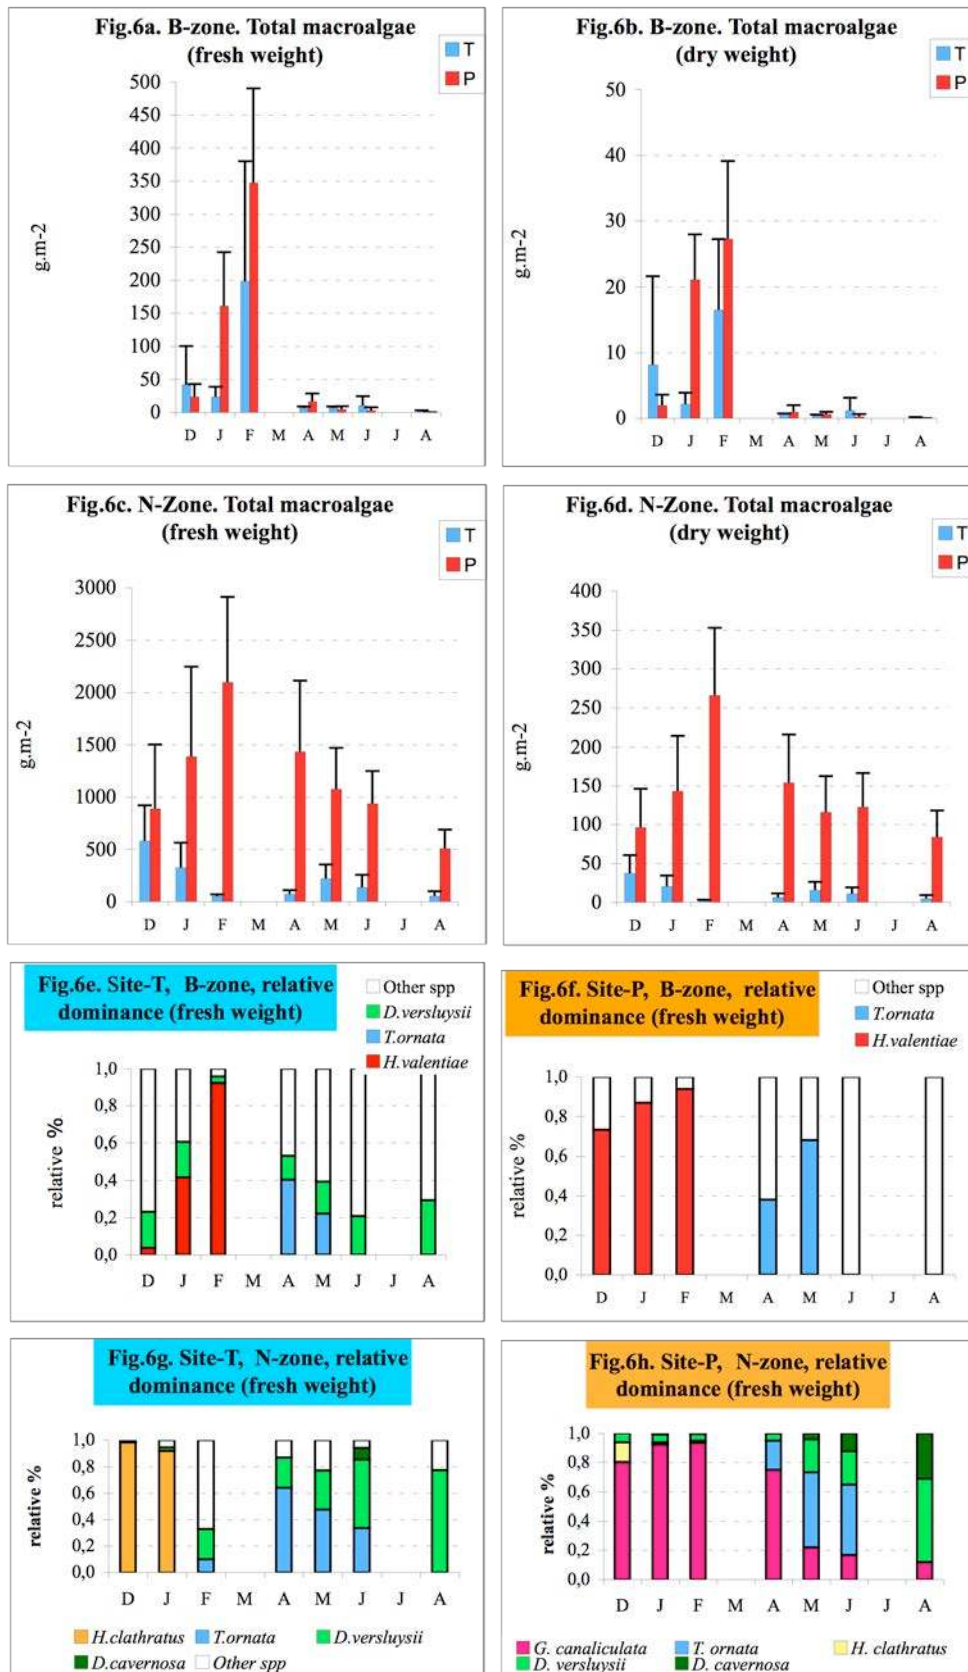 Fig.6a. B-zone. Total macroalgae
(fresh weight)
T
P
500
450
400
350
300
250
200
150
100
50
0
g.m-2
D J F M A M J J A
Fig.6b. B-zone. Total macroalgae
(dry weight)
T
P
50
40
30
20
10
0
g.m-2
D J F M A M J J A
Fig.6c. N-Zone. Total macroalgae
(fresh weight)
T
P
3000
2500
2000
1500
1000
500
0
g.m-2
D J F M A M J J A
Fig.6d. N-Zone. Total macroalgae
(dry weight)
T
P
400
350
300
250
200
150
100
50
0
g.m-2
D J F M A M J J A
Fig.6e. Site-T, B-zone, relative
dominance (fresh weight)
Other spp
D.versluysii
T.ornata
H.valentiae
1,0
0,8
0,6
0,4
0,2
0,0
relative %
D J F M A M J J A
Fig.6f. Site-P, B-zone, relative
dominance (fresh weight)
Other spp
T.ornata
H.valentiae
1,0
0,8
0,6
0,4
0,2
0,0
relative %
D J F M A M J J A
Fig.6g. Site-T, N-zone, relative
dominance (fresh weight)
1,0
0,8
0,6
0,4
0,2
0,0
relative %
D J F M A M J J A
H.clathratus T.ornata D.versluysii
D.cavernosa Other spp
Fig.6h. Site-P, N-zone, relative
dominance (fresh weight)
1,0
0,8
0,6
0,4
0,2
0,0
relative %
D J F M A M J J A
G. canaliculata T. ornata H. clathratus
D. versluysii D. cavernosa